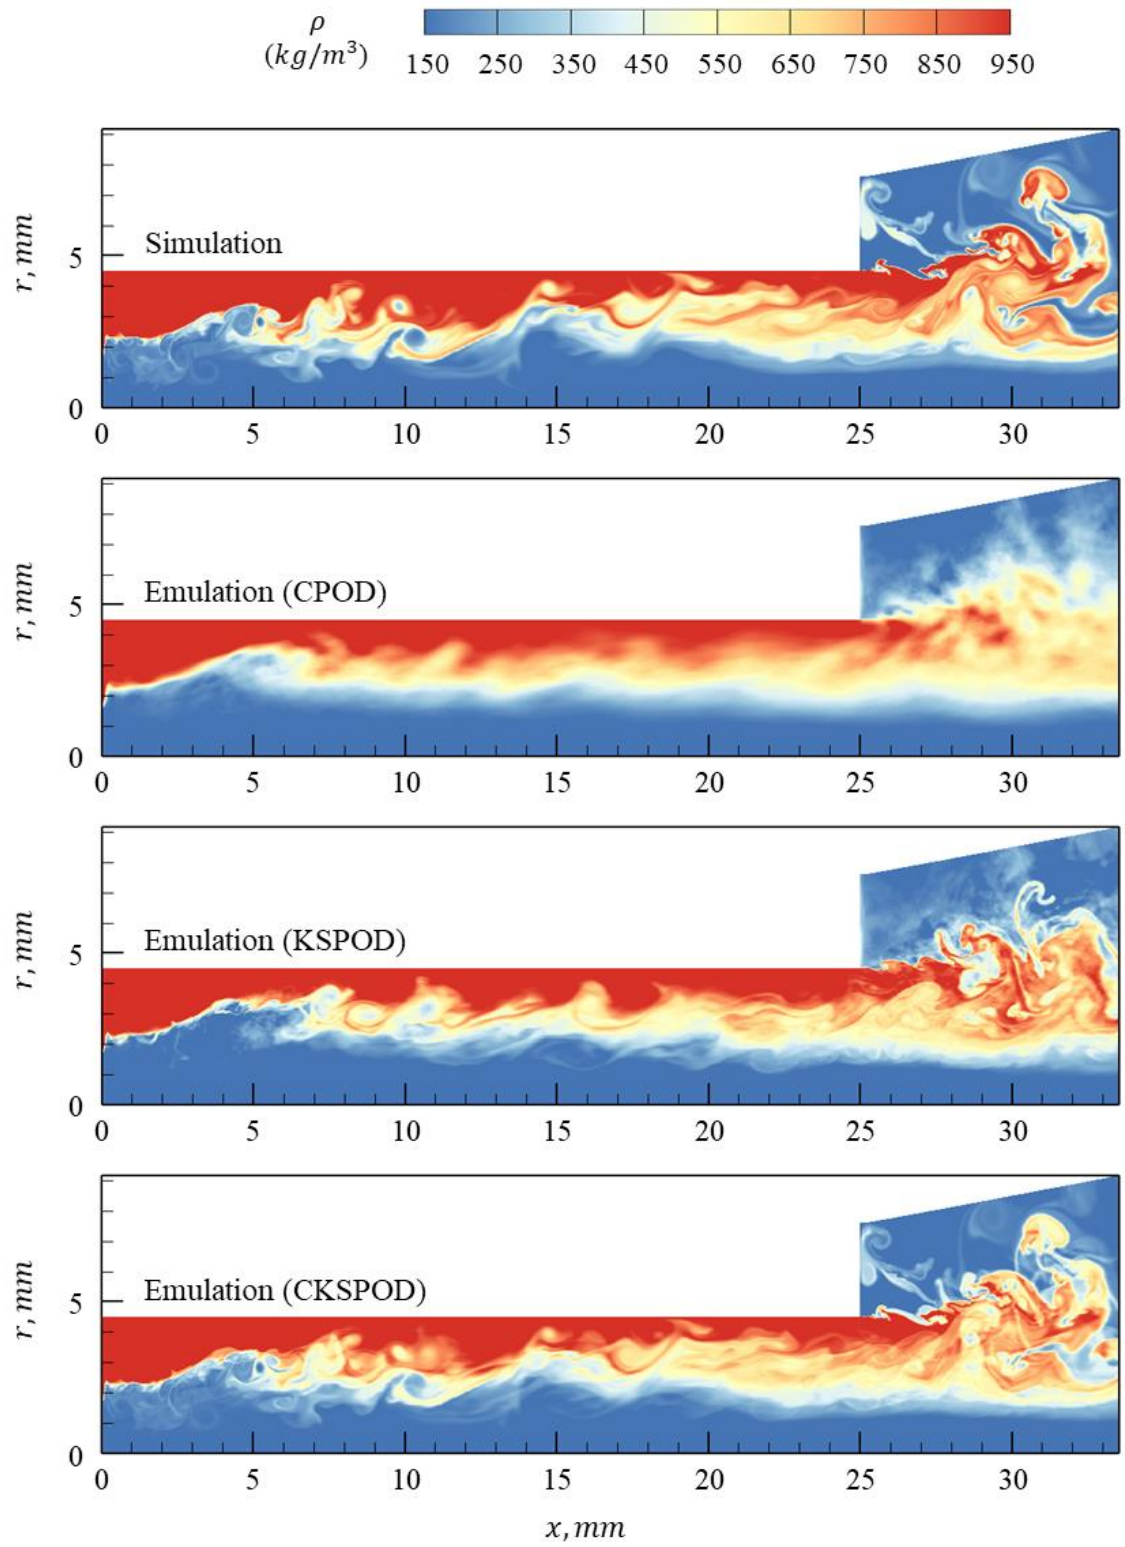 ρ
(kg/m³)
150 250 350 450 550 650 750 850 950
r, mm
5
0
Simulation
0 5 10 15 20 25 30
r, mm
5
0
Emulation (CPOD)
0 5 10 15 20 25 30
r, mm
5
0
Emulation (KSPOD)
0 5 10 15 20 25 30
r, mm
5
0
Emulation (CKSPOD)
0 5 10 15 20 25 30
x, mm